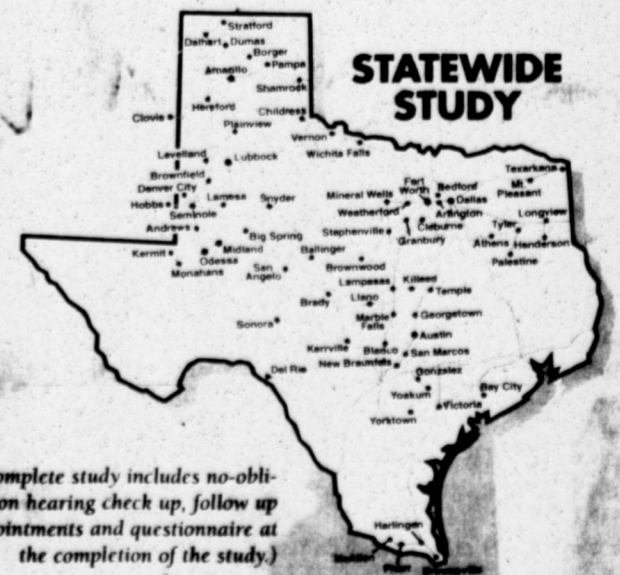 STATEWIDE
STUDY
Stratford
Dalhart Dumas
Borger
Pampa
Amarillo
Shamrock
Hereford
Childress
Clovis
Plainview
Vernon
Wichita Falls
Levelland
Lubbock
Brownfield
Denver City
Hobbs
Lamesa
Snyder
Seminole
Andrews
Big Spring
Midland
Odessa
Kermit
Monahans
San
Angelo
Ballinger
Texarkana
Mt.
Pleasant
Fort
Worth
Bedford
Dallas
Mineral Wells
Weatherford
Arlington
Cleburne
Stephenville
Granbury
Longview
Tyler
Athens Henderson
Palestine
Brownwood
Lampasas
Killeed
Temple
Brady
Llano
Marble
Falls
Georgetown
Sonora
Austin
Kerrville
Blanco
San Marcos
New Braunfels
Del Rio
Gonzalez
Bay City
Yoakum
Victoria
Yorktown
omplete study includes no-obli-
on hearing check up, follow up
ointments and questionnaire at
the completion of the study.)
Harlingen
McAllen
Pharr